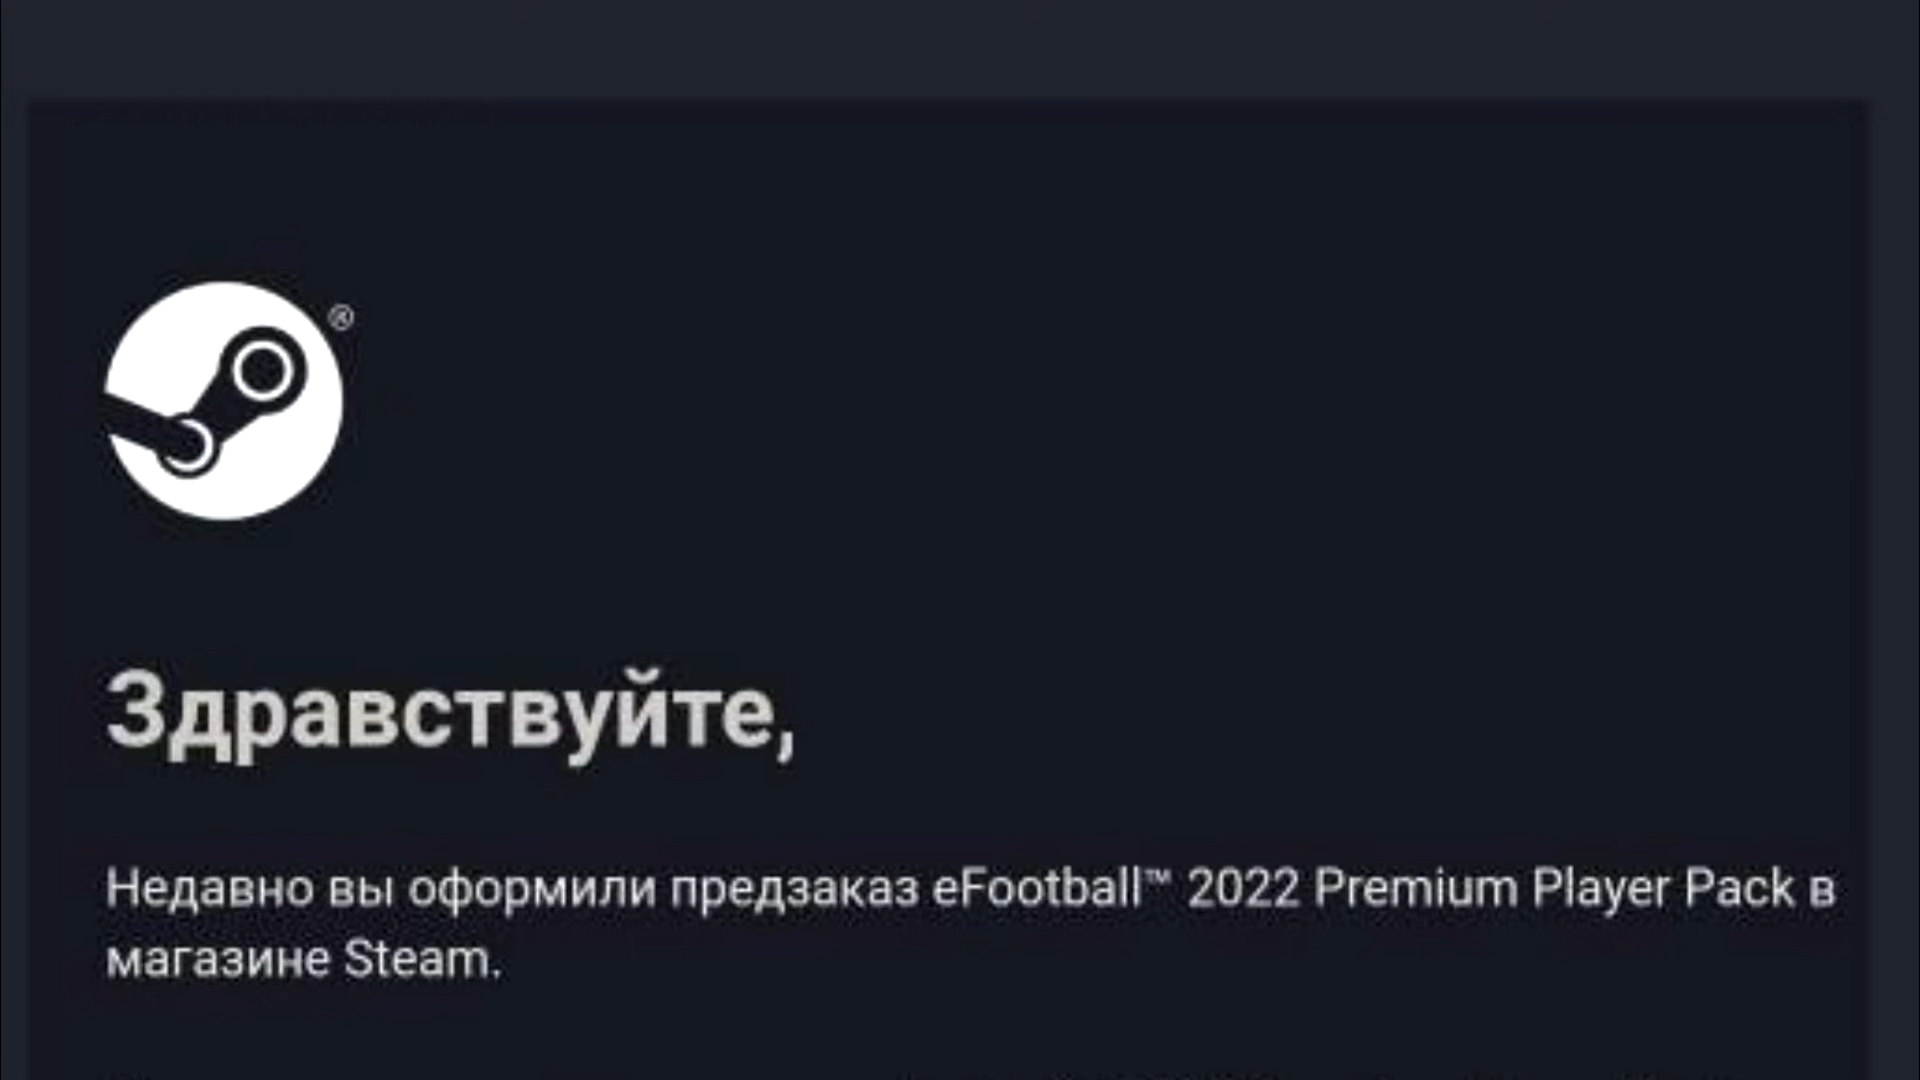 ®
Здравствуйте,
Недавно вы оформили предзаказ eFootball™ 2022 Premium Player Pack в
магазине Steam.